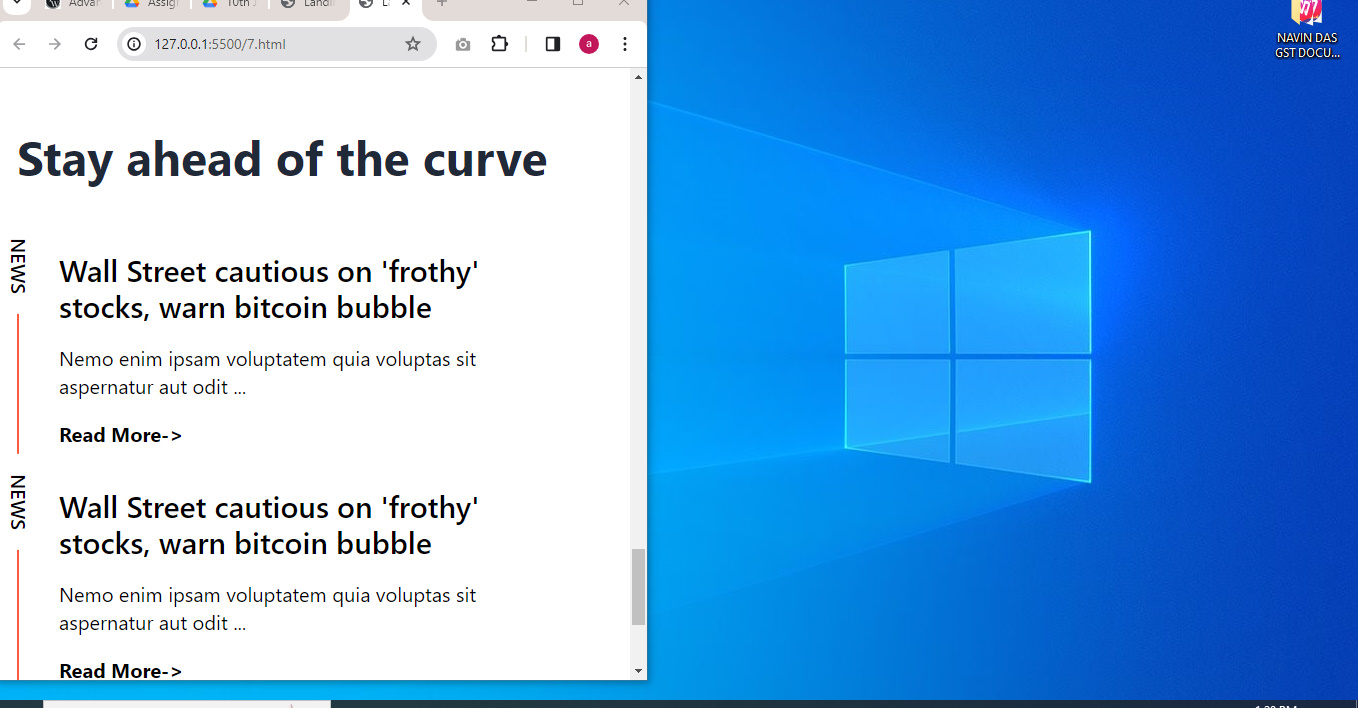 Advar
Assig
10th J
Landi
La
127.0.0.1:5500/7.html
a
NAVIN DAS
GST DOCU...
Stay ahead of the curve
NEWS
Wall Street cautious on 'frothy'
stocks, warn bitcoin bubble
Nemo enim ipsam voluptatem quia voluptas sit
aspernatur aut odit ...
Read More->
NEWS
Wall Street cautious on 'frothy'
stocks, warn bitcoin bubble
Nemo enim ipsam voluptatem quia voluptas sit
aspernatur aut odit ...
Read More->